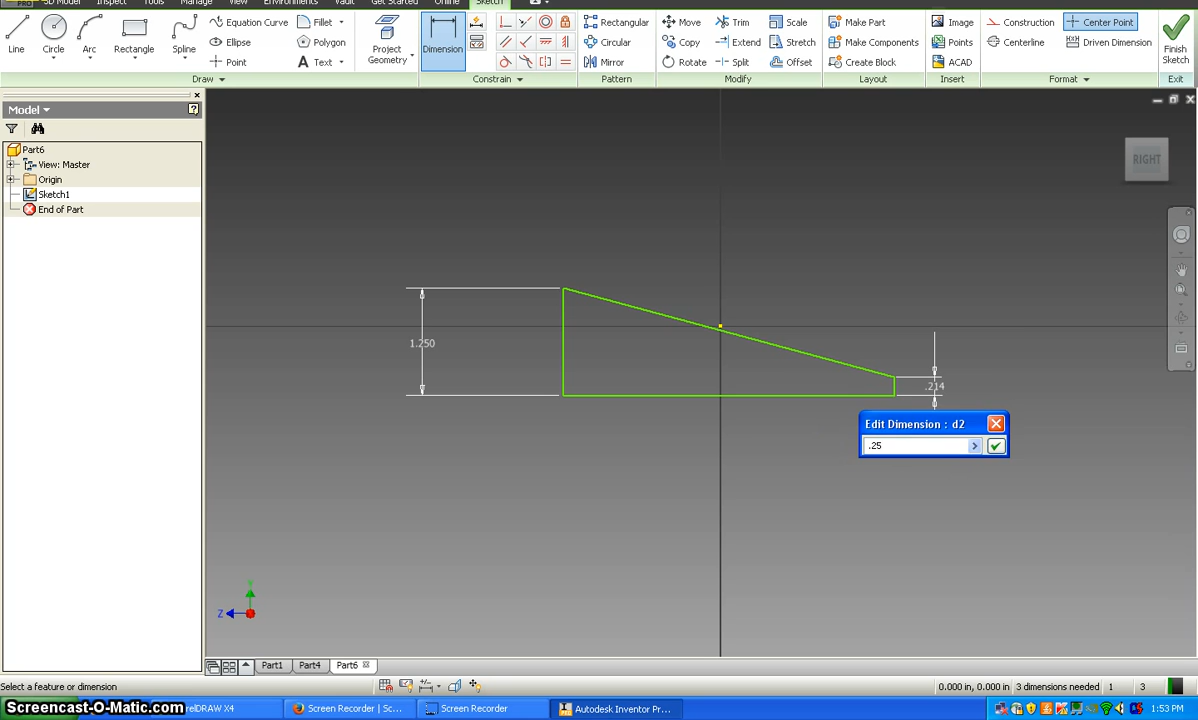 PRO 3D Model Inspect Tools Manage View Environments Vault Get Started Online Sketch
Line Circle Arc Rectangle Spline Equation Curve Fillet Project Geometry Dimension Rectangular Move Trim Scale Make Part Image Construction Center Point Finish Sketch
Ellipse Polygon Circular Copy Extend Stretch Make Components Points Centerline Driven Dimension
Point Text Mirror Rotate Split Offset Create Block ACAD
Draw Constrain Pattern Modify Layout Insert Format Exit
Model
Part6
View: Master
Origin
Sketch1
End of Part
RIGHT
1.250
.214
Edit Dimension : d2
.25
Y
Z
Part1 Part4 Part6
Select a feature or dimension
0.000 in, 0.000 in 3 dimensions needed 1 3
Screencast-O-Matic.com
relDRAW X4 Screen Recorder | Sc... Screen Recorder Autodesk Inventor Pr... 1:53 PM